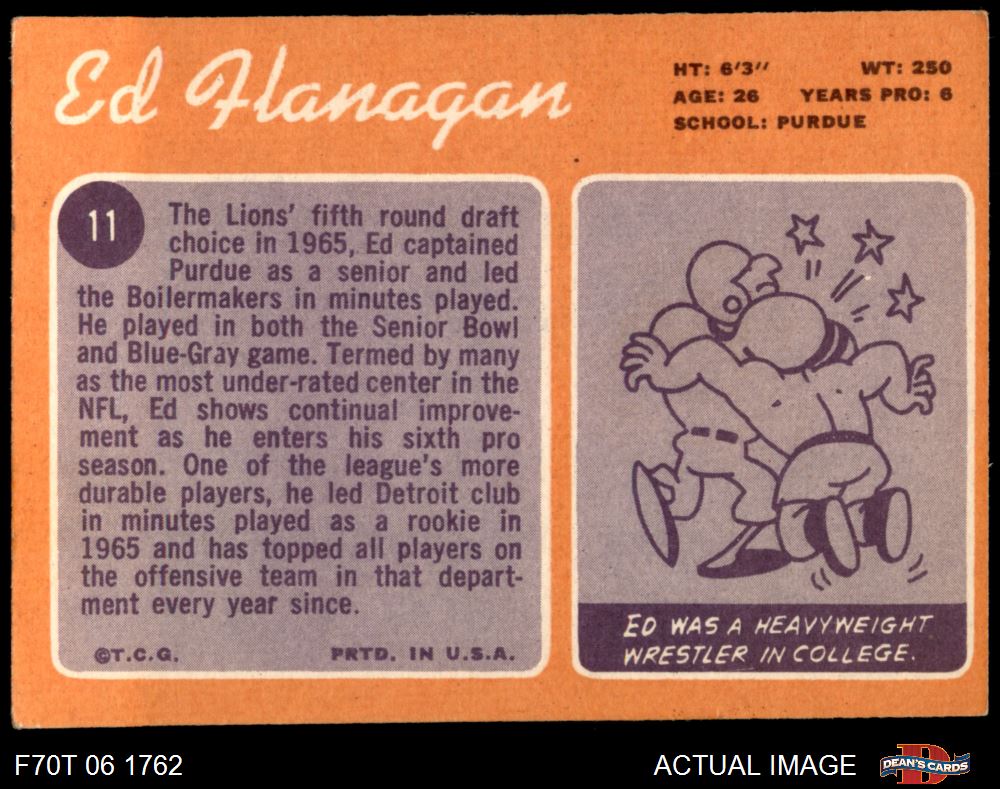 Ed Flanagan
HT: 6'3" WT: 250
AGE: 26 YEARS PRO: 6
SCHOOL: PURDUE
11
The Lions' fifth round draft
choice in 1965, Ed captained
Purdue as a senior and led
the Boilermakers in minutes played.
He played in both the Senior Bowl
and Blue-Gray game. Termed by many
as the most under-rated center in the
NFL, Ed shows continual improve-
ment as he enters his sixth pro
season. One of the league's more
durable players, he led Detroit club
in minutes played as a rookie in
1965 and has topped all players on
the offensive team in that depart-
ment every year since.
©T.C.G. PRTD. IN U.S.A.
ED WAS A HEAVYWEIGHT
WRESTLER IN COLLEGE.
F70T 06 1762 ACTUAL IMAGE D DEAN'S CARDS